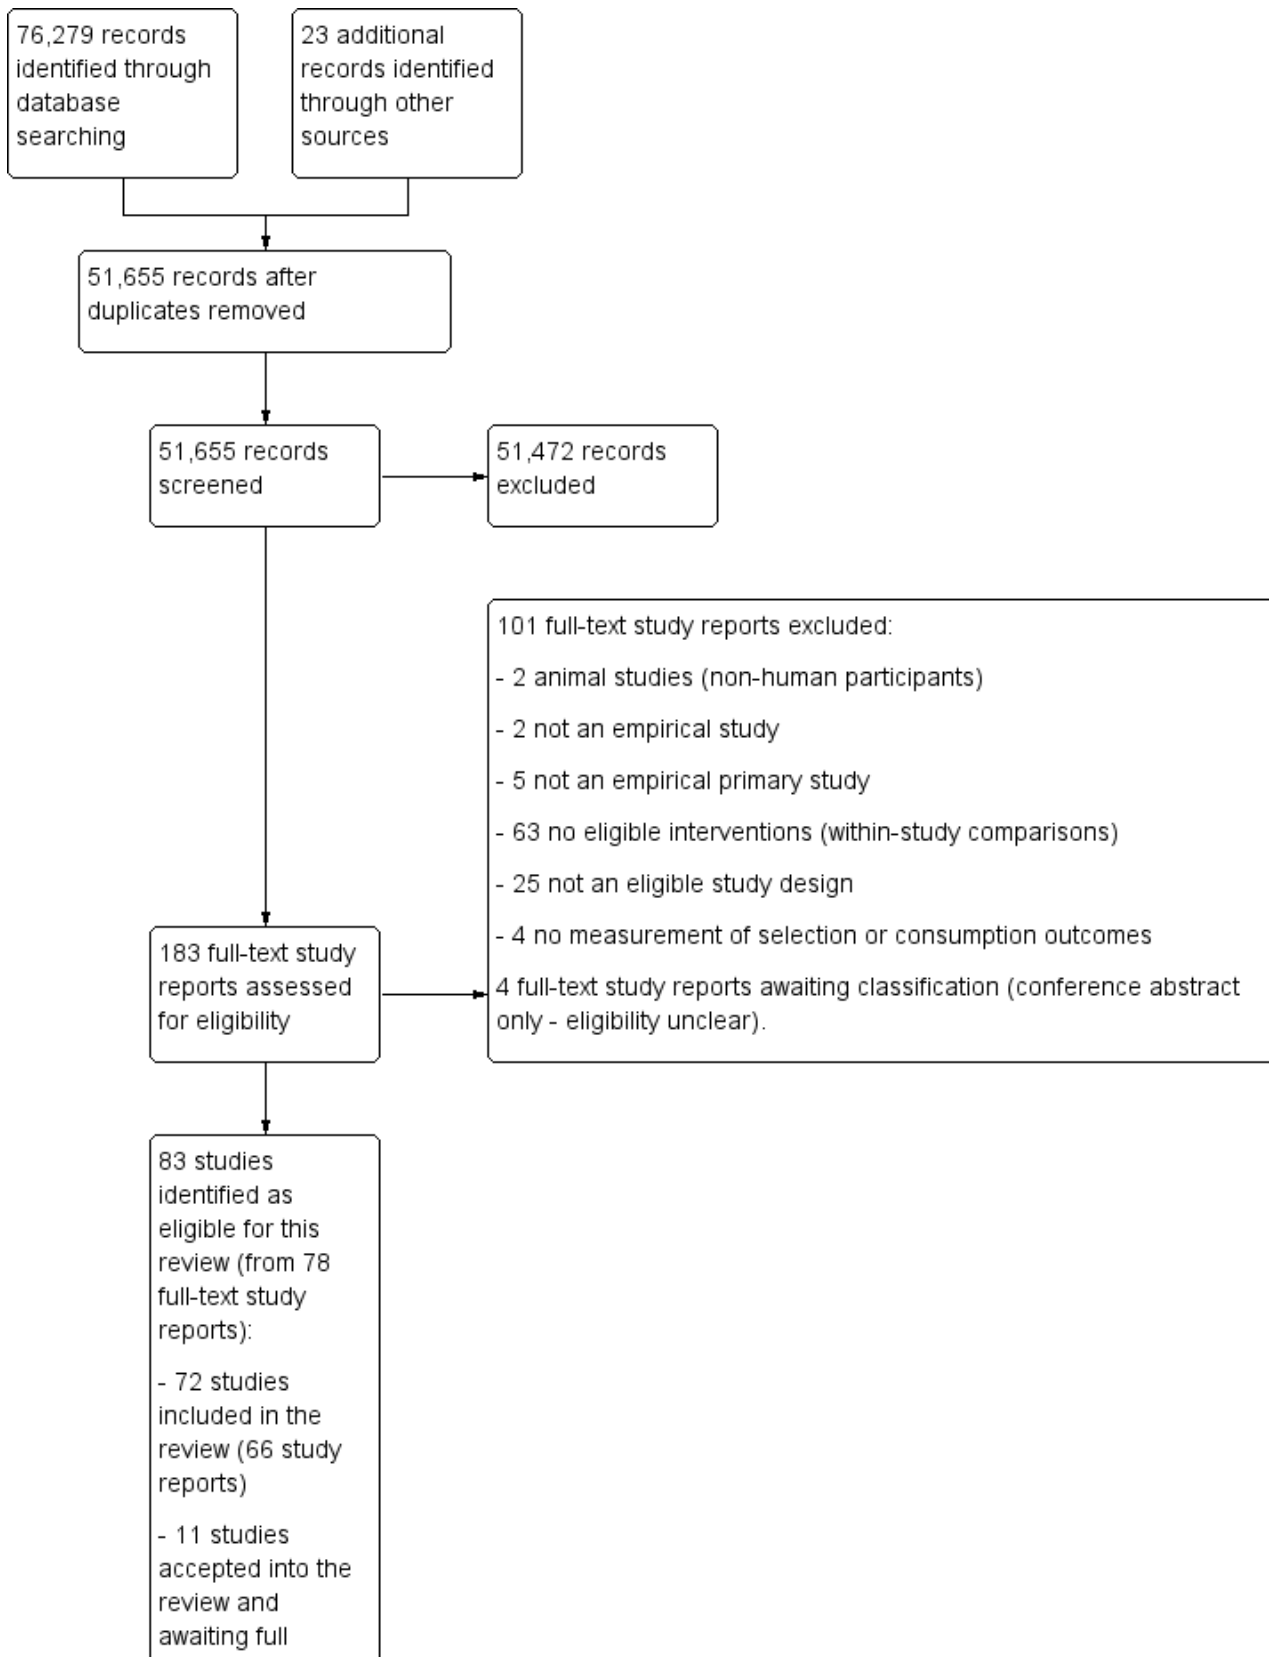 76,279 records
identified through
database
searching
23 additional
records identified
through other
sources
51,655 records after
duplicates removed
51,655 records
screened
51,472 records
excluded
101 full-text study reports excluded:
- 2 animal studies (non-human participants)
- 2 not an empirical study
- 5 not an empirical primary study
- 63 no eligible interventions (within-study comparisons)
- 25 not an eligible study design
- 4 no measurement of selection or consumption outcomes
4 full-text study reports awaiting classification (conference abstract
only - eligibility unclear).
183 full-text study
reports assessed
for eligibility
83 studies
identified as
eligible for this
review (from 78
full-text study
reports):
- 72 studies
included in the
review (66 study
reports)
- 11 studies
accepted into the
review and
awaiting full